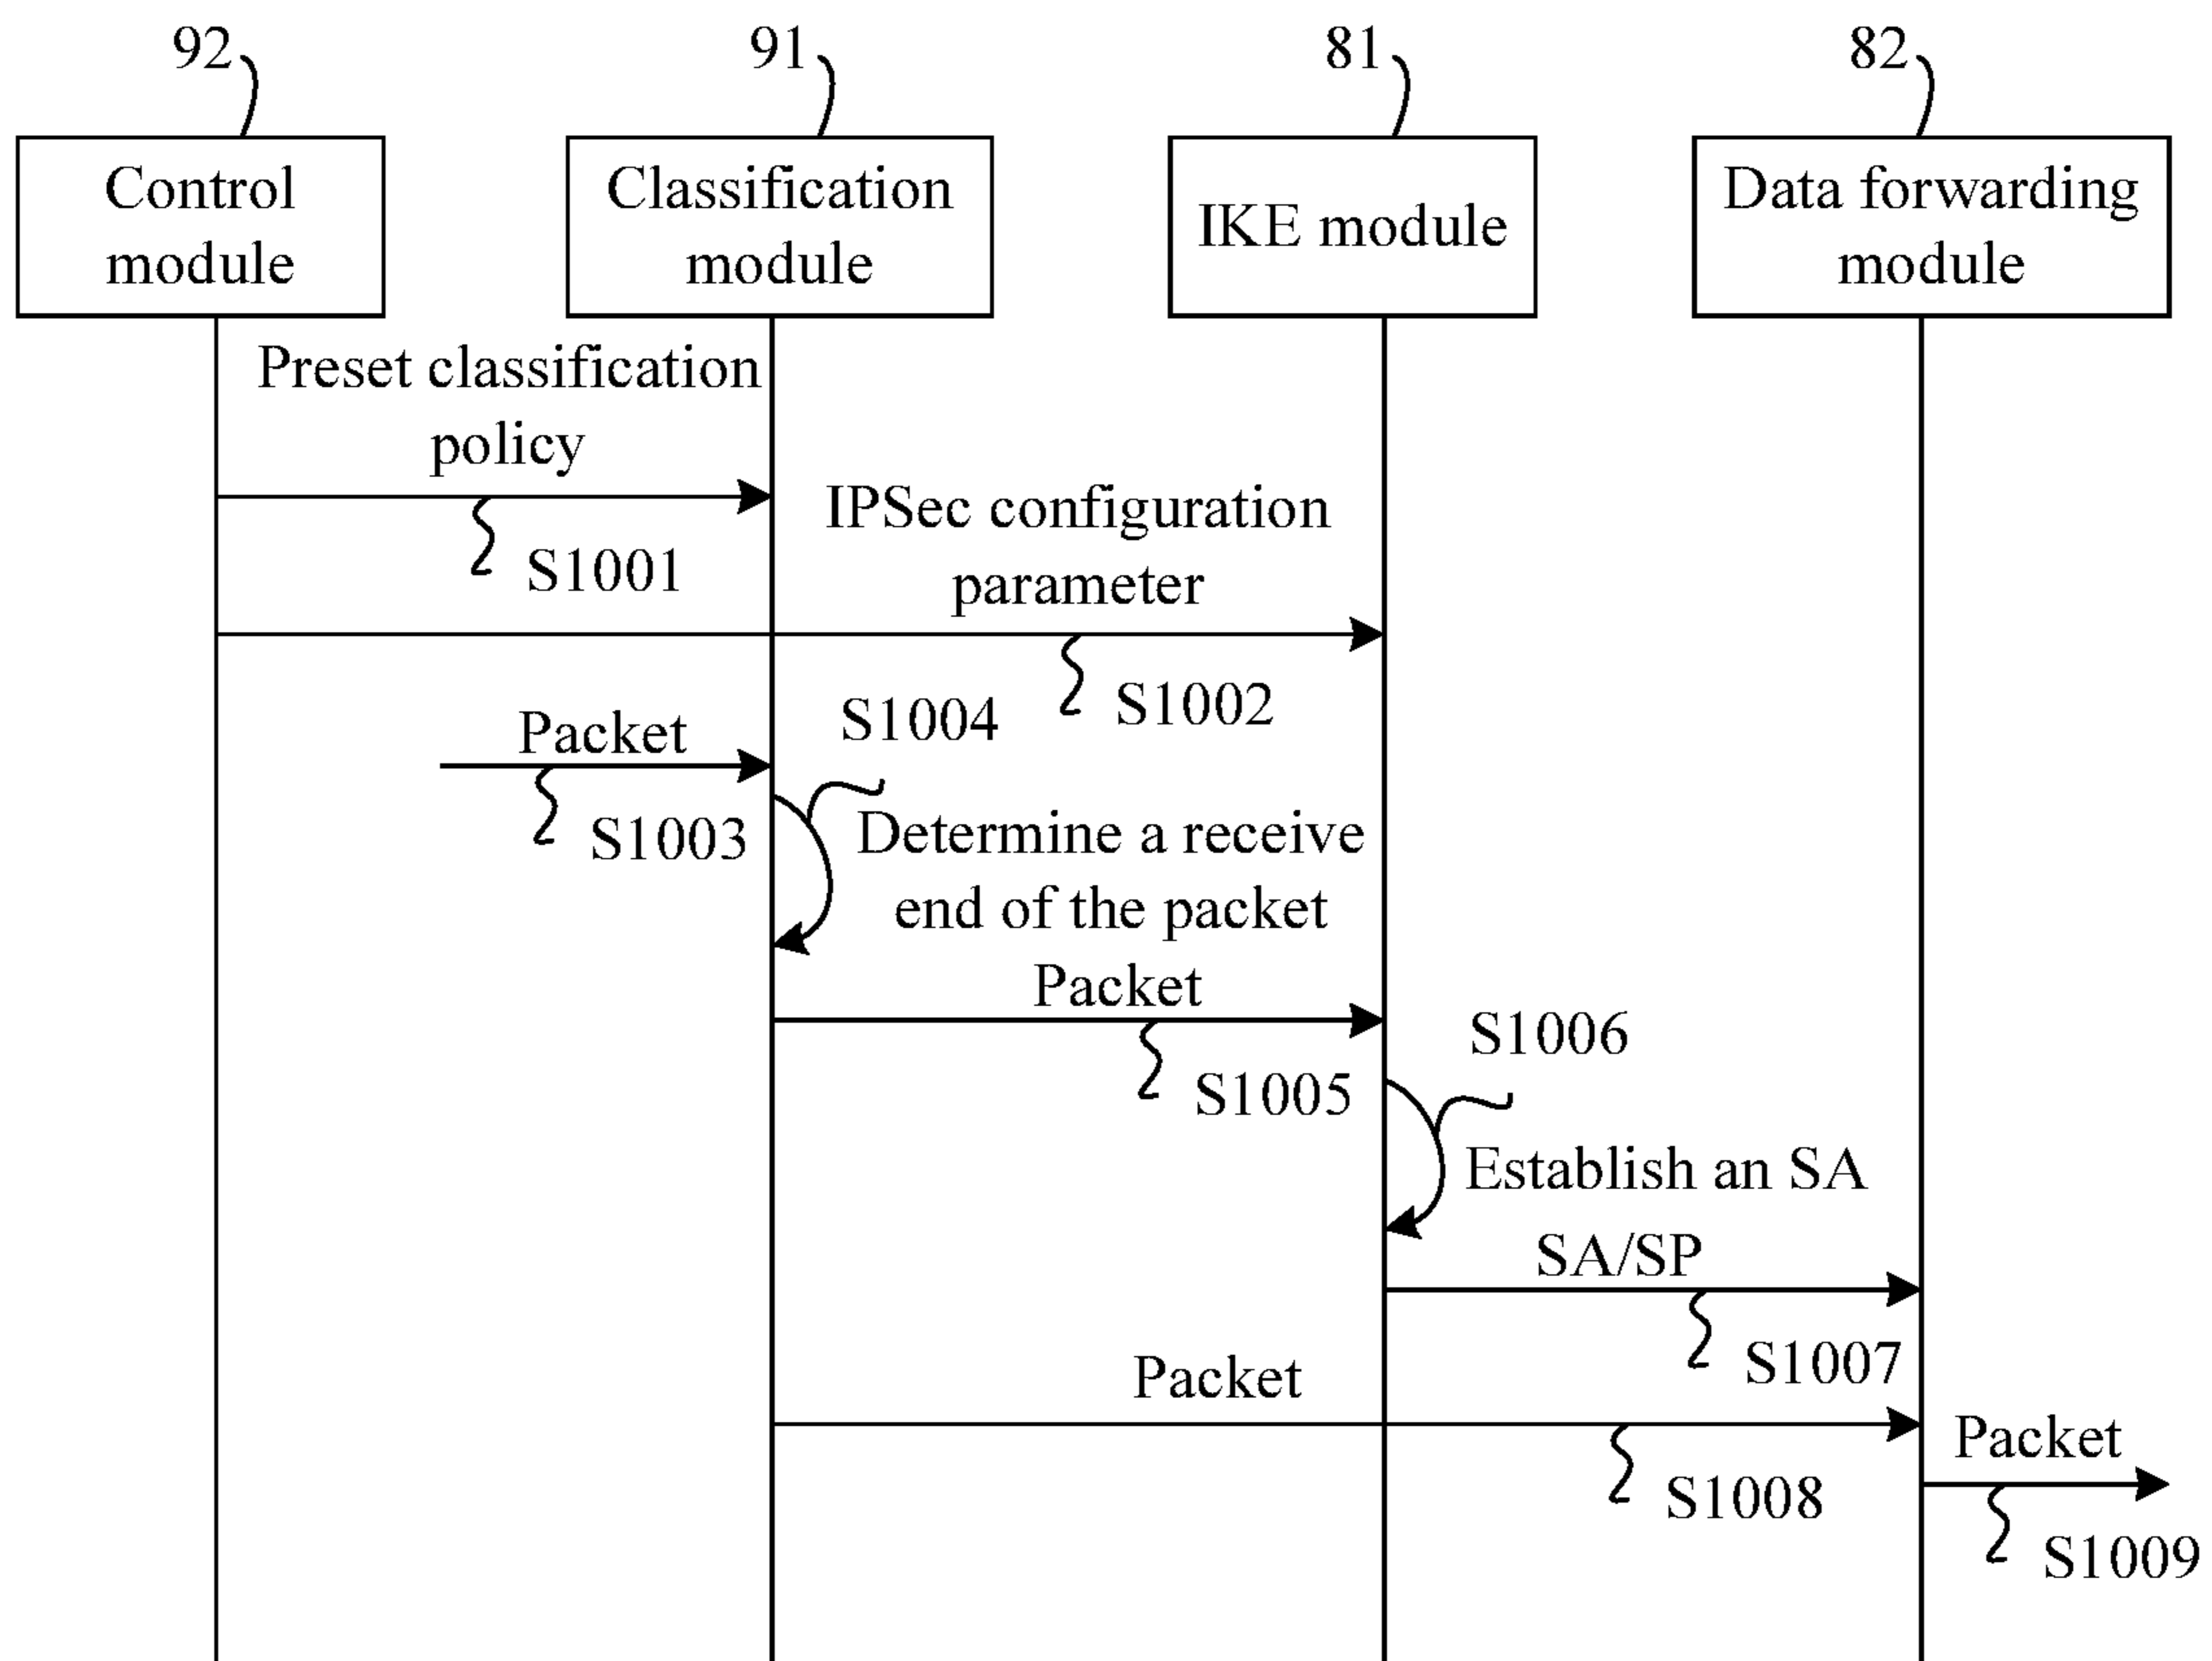 92
91
81
82
Control
module
Classification
module
IKE module
Data forwarding
module
Preset classification
policy
S1001
IPSec configuration
parameter
S1002
Packet
S1003
S1004
Determine a receive
end of the packet
Packet
S1005
S1006
Establish an SA
SA/SP
S1007
Packet
S1008
Packet
S1009